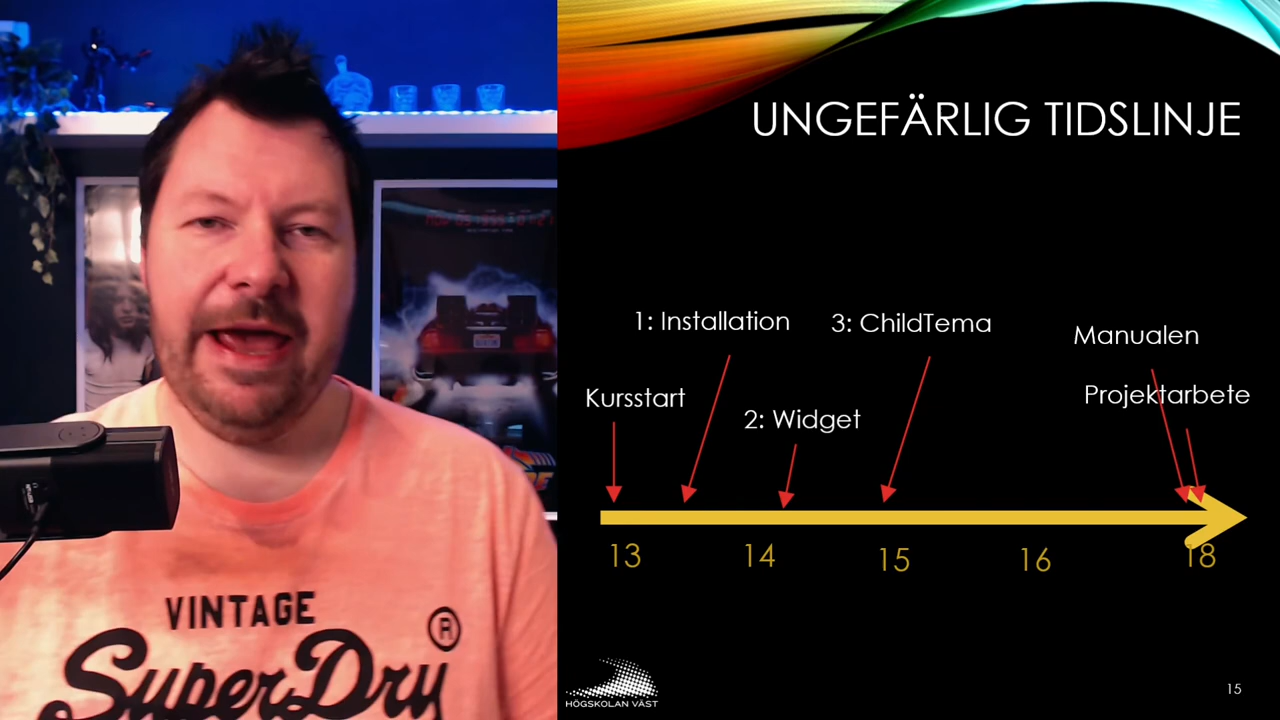 UNGEFÄRLIG TIDSLINJE
1: Installation
3: ChildTema
Manualen
Kursstart
2: Widget
Projektarbete
13
14
15
16
18
HÖGSKOLAN VÄST
15
VINTAGE
SuperDry
®